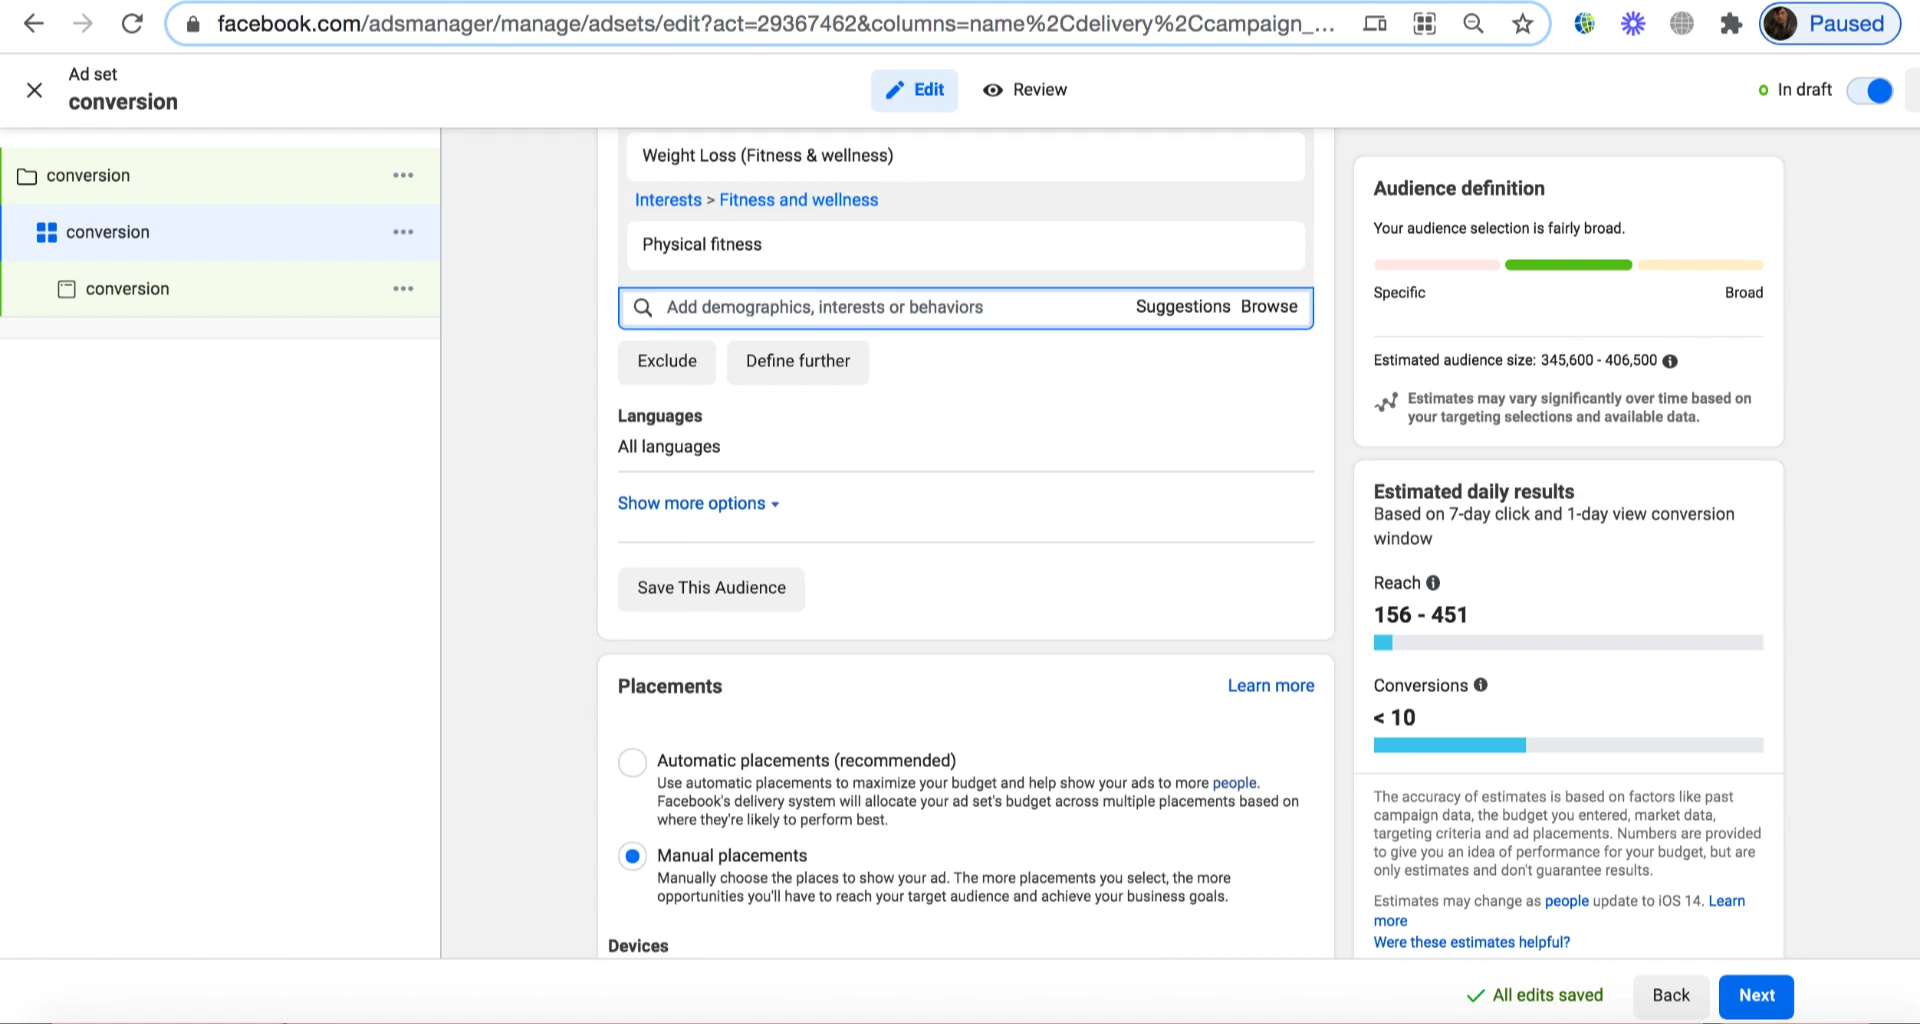 facebook.com/adsmanager/manage/adsets/edit?act=29367462&columns=name%2Cdelivery%2Ccampaign_...
Paused
Ad set
conversion
Edit
Review
In draft
conversion
conversion
conversion
Weight Loss (Fitness & wellness)
Interests > Fitness and wellness
Physical fitness
Add demographics, interests or behaviors
Suggestions
Browse
Exclude
Define further
Languages
All languages
Show more options
Save This Audience
Placements
Learn more
Automatic placements (recommended)
Use automatic placements to maximize your budget and help show your ads to more people.
Facebook's delivery system will allocate your ad set's budget across multiple placements based on
where they're likely to perform best.
Manual placements
Manually choose the places to show your ad. The more placements you select, the more
opportunities you'll have to reach your target audience and achieve your business goals.
Devices
Audience definition
Your audience selection is fairly broad.
Specific
Broad
Estimated audience size: 345,600 - 406,500
Estimates may vary significantly over time based on
your targeting selections and available data.
Estimated daily results
Based on 7-day click and 1-day view conversion
window
Reach
156 - 451
Conversions
< 10
The accuracy of estimates is based on factors like past
campaign data, the budget you entered, market data,
targeting criteria and ad placements. Numbers are provided
to give you an idea of performance for your budget, but are
only estimates and don't guarantee results.
Estimates may change as people update to iOS 14. Learn
more
Were these estimates helpful?
All edits saved
Back
Next